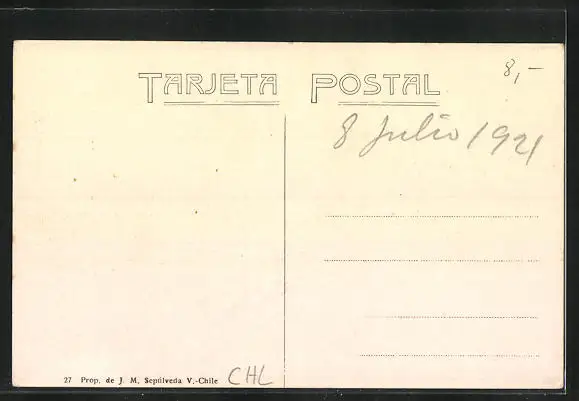 8,-
TARJETA POSTAL
8 Julio 1921
27 Prop. de J. M. Sepúlveda V.-Chile CHL